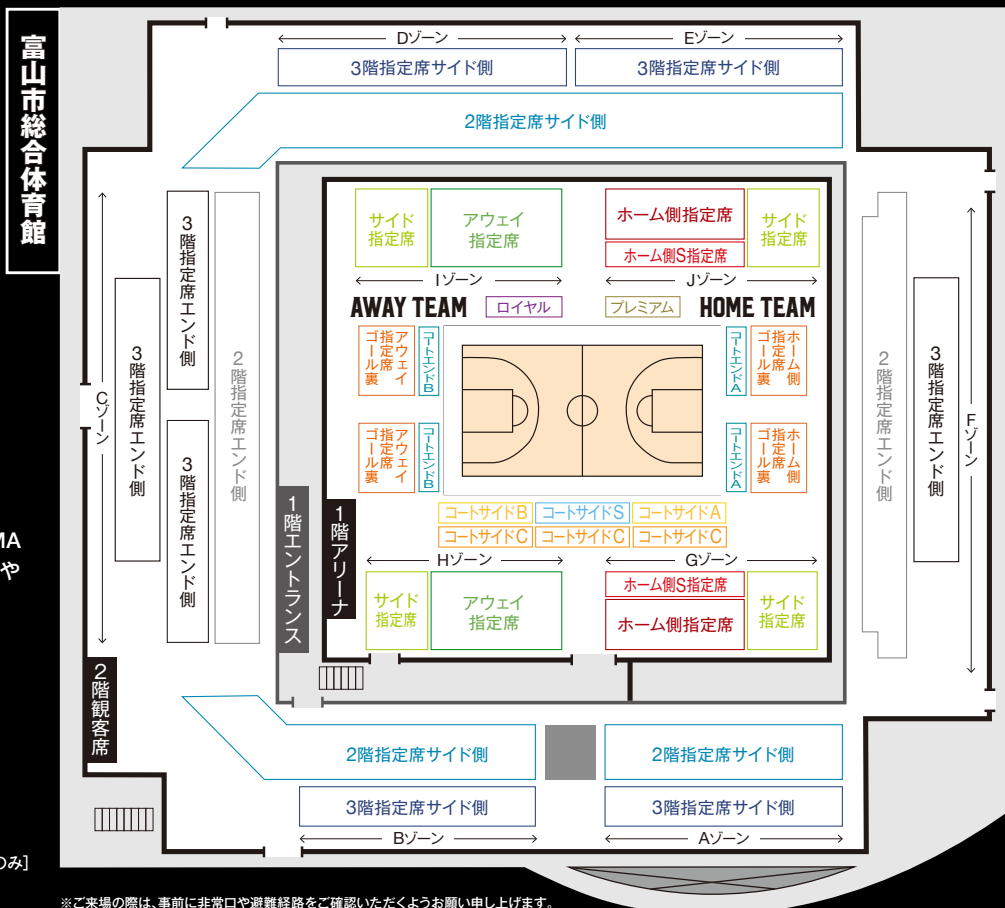 富山市総合体育館
Dゾーン
Eゾーン
3階指定席サイド側
3階指定席サイド側
2階指定席サイド側
サイド
指定席
アウェイ
指定席
ホーム側指定席
ホーム側S指定席
サイド
指定席
Iゾーン
Jゾーン
AWAY TEAM
ロイヤル
プレミアム
HOME TEAM
アウェイ
指定席
ゴール裏
コートエンドB
コートエンドA
ホーム側
指定席
ゴール裏
アウェイ
指定席
ゴール裏
コートエンドB
コートエンドA
ホーム側
指定席
ゴール裏
Cゾーン
3階指定席エンド側
3階指定席エンド側
3階指定席エンド側
2階指定席エンド側
2階指定席エンド側
3階指定席エンド側
Fゾーン
コートサイドB
コートサイドS
コートサイドA
コートサイドC
コートサイドC
コートサイドC
1階エントランス
1階アリーナ
Hゾーン
Gゾーン
サイド
指定席
アウェイ
指定席
ホーム側S指定席
ホーム側指定席
サイド
指定席
2階観客席
2階指定席サイド側
2階指定席サイド側
3階指定席サイド側
3階指定席サイド側
Bゾーン
Aゾーン
MA
や
のみ]
※ご来場の際は、事前に非常口や避難経路をご確認いただくようお願い申し上げます。